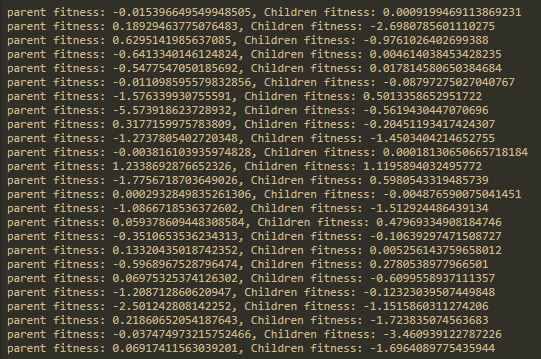 parent fitness: -0.015396649549948505, Children fitness: 0.0009199469113869231
parent fitness: 0.18929463775076483, Children fitness: -2.6980785601110275
parent fitness: 0.6295141985637085, Children fitness: -0.9761026402699388
parent fitness: -0.6413340146124824, Children fitness: 0.004614038453428235
parent fitness: -0.5477547050185692, Children fitness: 0.017814580650384684
parent fitness: -0.011098595579832856, Children fitness: -0.08797275027040767
parent fitness: -1.576339930755591, Children fitness: 0.5013358652951722
parent fitness: -5.573918623728932, Children fitness: -0.5619430447070696
parent fitness: 0.3177159975783809, Children fitness: -0.20451193417424307
parent fitness: -1.2737805402720348, Children fitness: -1.4503404214652755
parent fitness: -0.003816103935974828, Children fitness: 0.00018130650665718184
parent fitness: 1.2338692876652326, Children fitness: 1.1195894032495772
parent fitness: -1.7756718703649026, Children fitness: 0.5980543319485739
parent fitness: 0.0002932849835261306, Children fitness: -0.004876590075041451
parent fitness: -1.0866718536372602, Children fitness: -1.512924486439134
parent fitness: 0.059378609448308584, Children fitness: 0.47969334908184746
parent fitness: -0.3510653536234313, Children fitness: -0.10639297471508727
parent fitness: 0.13320435018742352, Children fitness: 0.005256143759658012
parent fitness: -0.5968967528796474, Children fitness: 0.2780538977966501
parent fitness: 0.06975325374126302, Children fitness: -0.6099558937111357
parent fitness: -1.208712860620947, Children fitness: -0.12323039507449848
parent fitness: -2.501242808142252, Children fitness: -1.1515860311274206
parent fitness: 0.21860652054187643, Children fitness: -1.723835074563683
parent fitness: -0.037474973215752466, Children fitness: -3.460939122787226
parent fitness: 0.06917411563039201, Children fitness: -1.6964089775435944